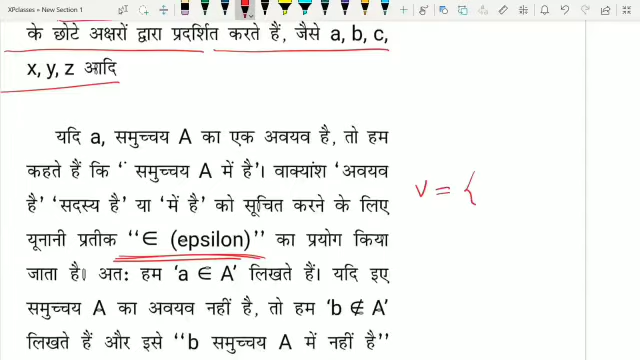 XPclasses » New Section 1
के छोटे अक्षरों द्वारा प्रदर्शित करते हैं, जैसे a, b, c,
x, y, z आदि
यदि a, समुच्चय A का एक अवयव है, तो हम
कहते हैं कि ' समुच्चय A में है'। वाक्यांश 'अवयव
है' 'सदस्य है' या 'में है' को सूचित करने के लिए
यूनानी प्रतीक "∈ (epsilon)" का प्रयोग किया
जाता है। अतः हम 'a ∈ A' लिखते हैं। यदि इए
समुच्चय A का अवयव नहीं है, तो हम 'b ∉ A'
लिखते हैं और इसे "b समुच्चय A में नहीं है"
V = {